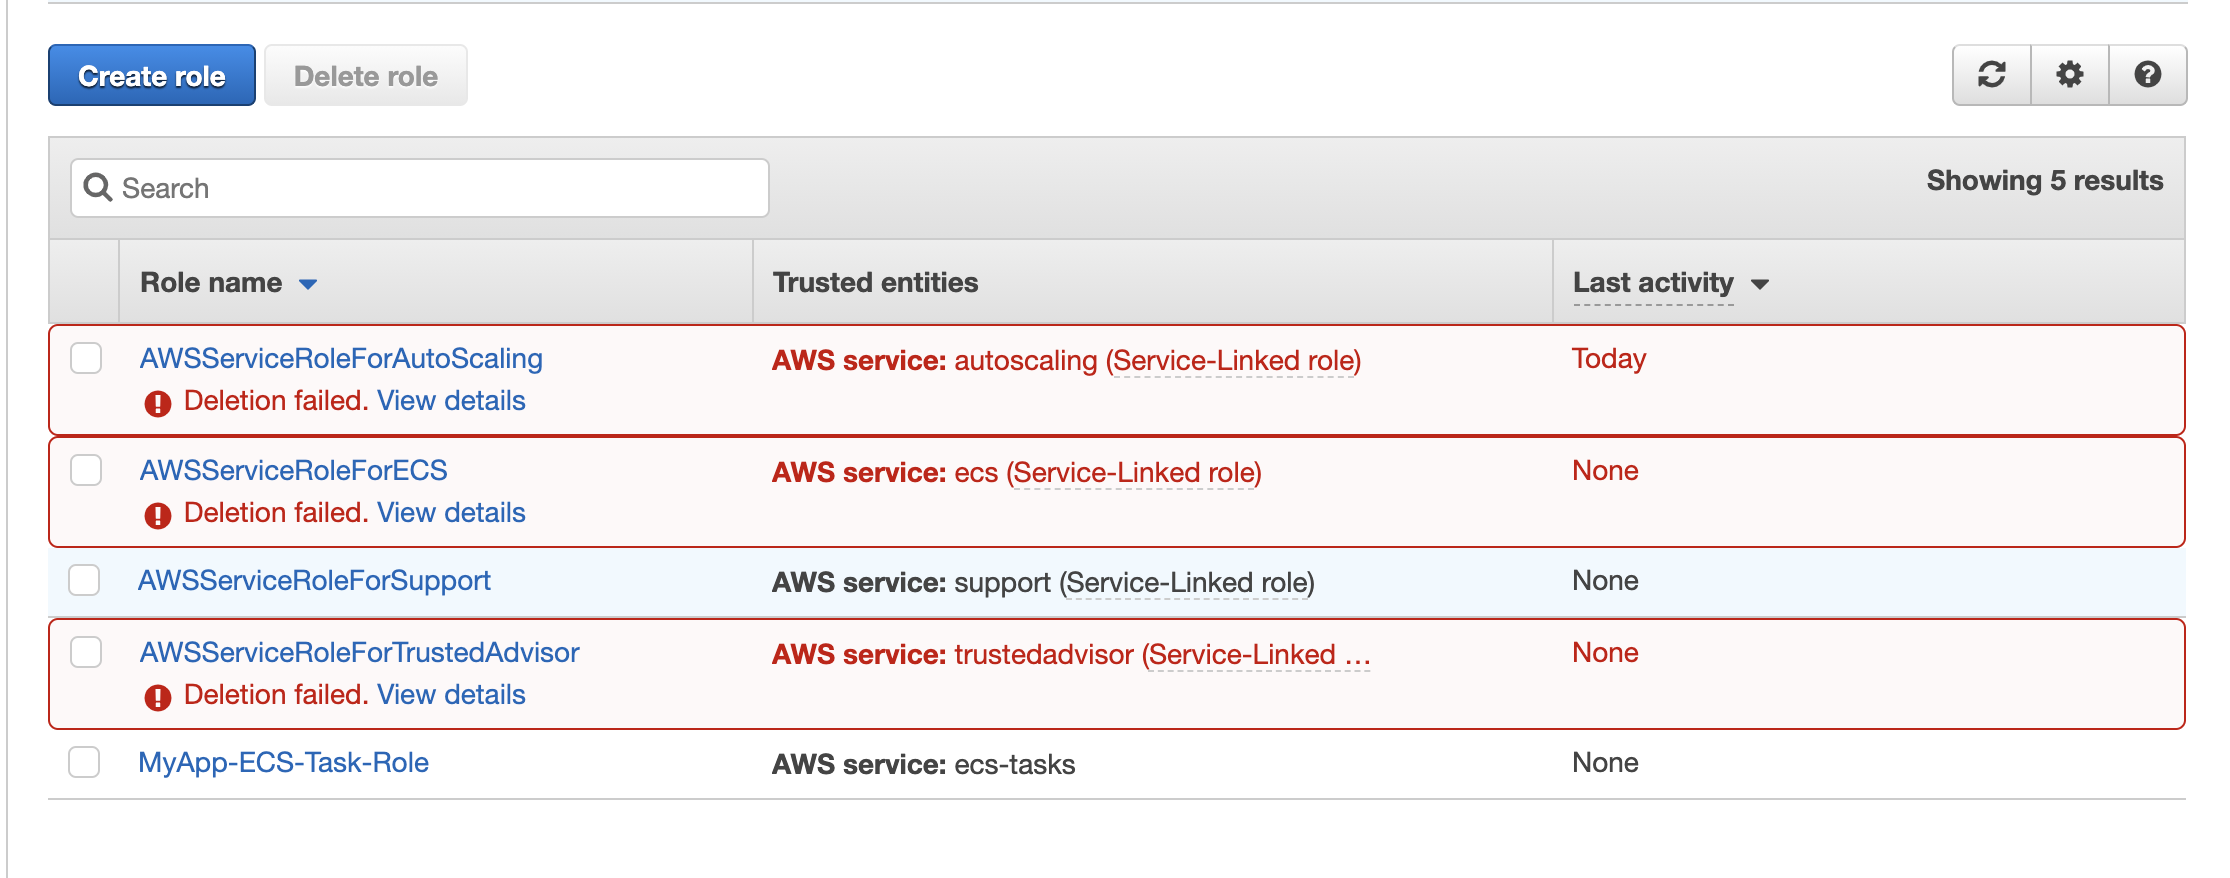 Create role Delete role
Search
Showing 5 results
Role name Trusted entities Last activity
AWSServiceRoleForAutoScaling AWS service: autoscaling (Service-Linked role) Today
Deletion failed. View details
AWSServiceRoleForECS AWS service: ecs (Service-Linked role) None
Deletion failed. View details
AWSServiceRoleForSupport AWS service: support (Service-Linked role) None
AWSServiceRoleForTrustedAdvisor AWS service: trustedadvisor (Service-Linked ... None
Deletion failed. View details
MyApp-ECS-Task-Role AWS service: ecs-tasks None